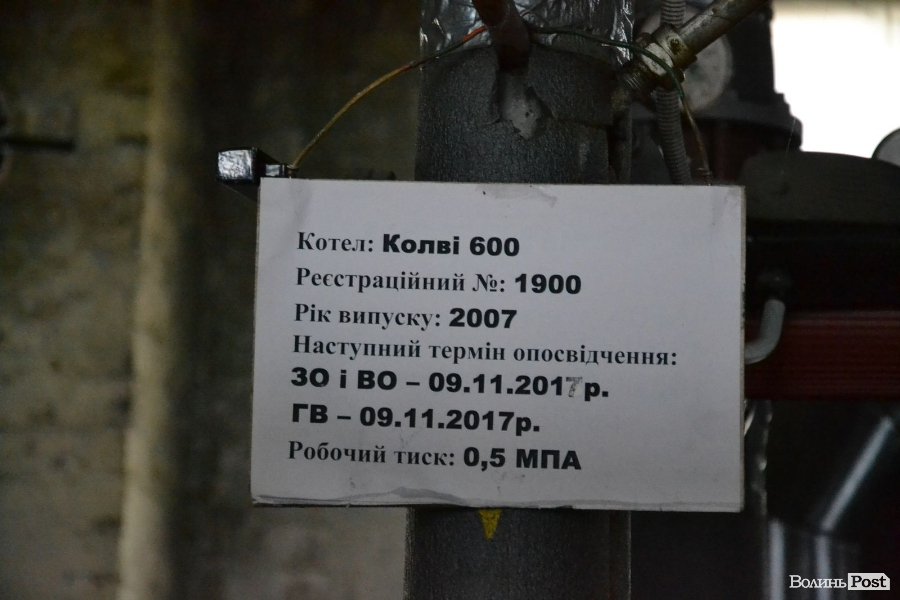 Котел: Колві 600
Реєстраційний №: 1900
Рік випуску: 2007
Наступний термін опосвідчення:
ЗО і ВО – 09.11.2017р.
ГВ – 09.11.2017р.
Робочий тиск: 0,5 МПА
Волинь Post